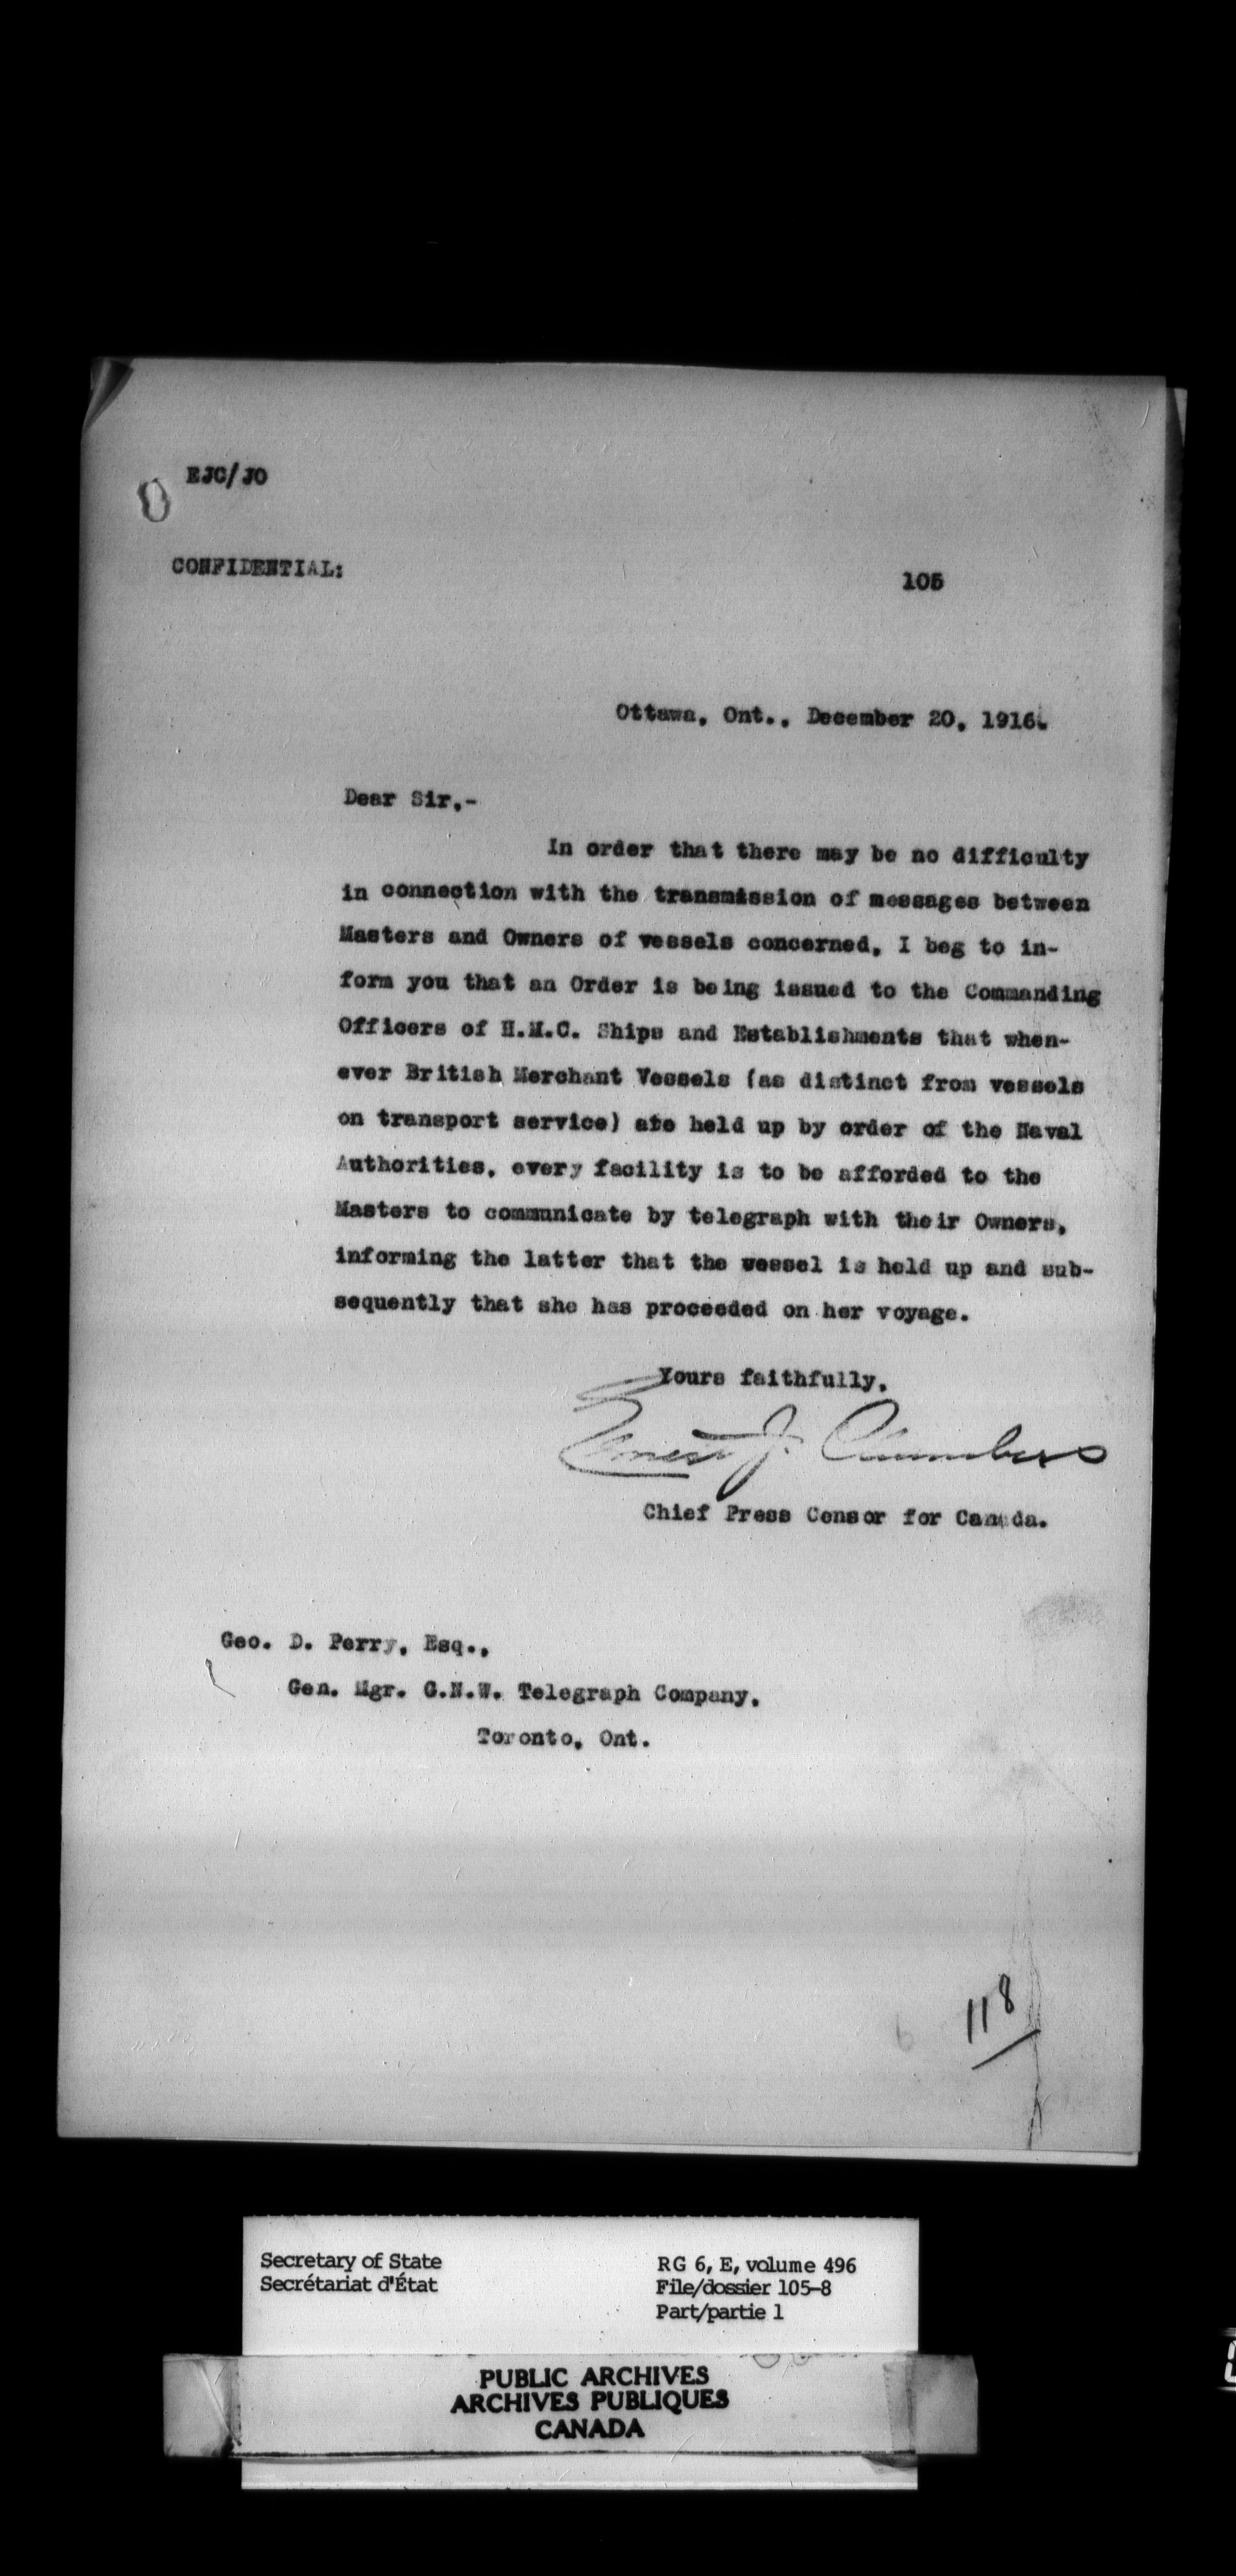 EJC/JO
CONFIDENTIAL:
105
Ottawa, Ont., December 20, 1916.
Dear Sir,-
In order that there may be no difficulty
in connection with the transmission of messages between
Masters and Owners of vessels concerned, I beg to in-
form you that an Order is being issued to the Commanding
Officers of H.M.C. Ships and Establishments that when-
ever British Merchant Vessels (as distinct from vessels
on transport service) are held up by order of the Naval
Authorities, every facility is to be afforded to the
Masters to communicate by telegraph with their Owners,
informing the latter that the vessel is held up and sub-
sequently that she has proceeded on her voyage.
Yours faithfully,
Ernest J. Chambers
Chief Press Censor for Canada.
Geo. D. Perry, Esq.,
Gen. Mgr. G.N.W. Telegraph Company,
Toronto, Ont.
118
Secretary of State
Secrétariat d'État
RG 6, E, volume 496
File/dossier 105-8
Part/partie 1
PUBLIC ARCHIVES
ARCHIVES PUBLIQUES
CANADA